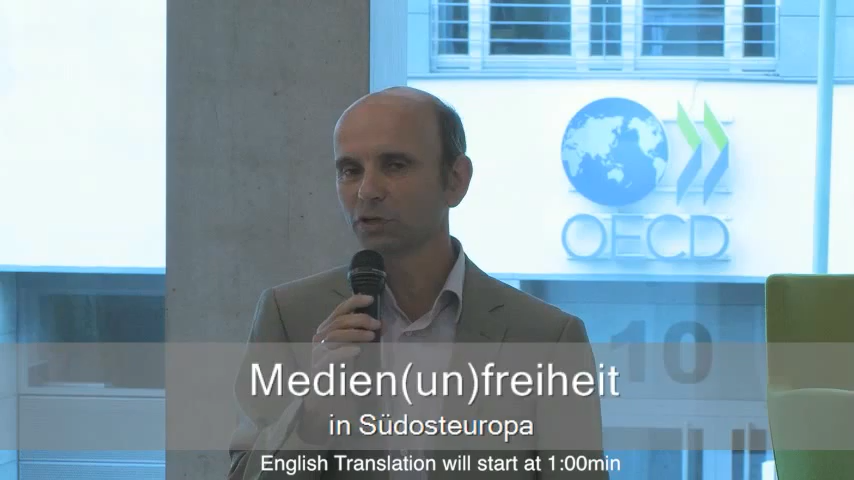 OECD
10
Medien(un)freiheit
in Südosteuropa
English Translation will start at 1:00min